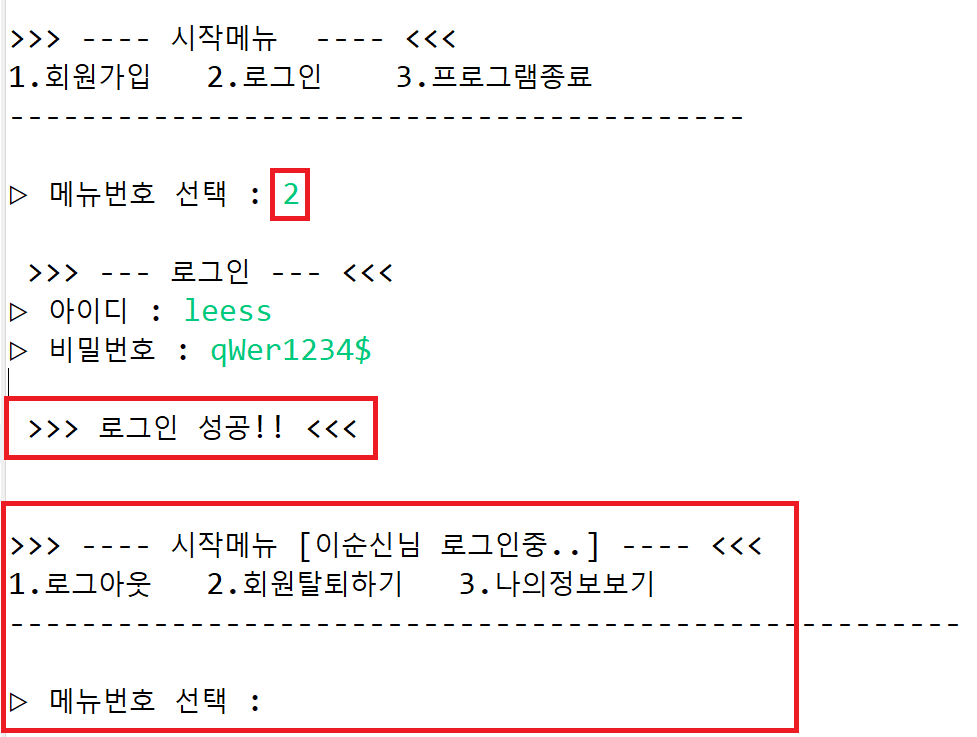 >>> ---- 시작메뉴  ---- <<<
1.회원가입   2.로그인    3.프로그램종료
-----------------------------------------
▷ 메뉴번호 선택 : 2
 >>> --- 로그인 --- <<<
▷ 아이디 : leess
▷ 비밀번호 : qWer1234$
 >>> 로그인 성공!! <<<
>>> ---- 시작메뉴 [이순신님 로그인중..] ---- <<<
1.로그아웃   2.회원탈퇴하기   3.나의정보보기
-----------------------------------------------------
▷ 메뉴번호 선택 :